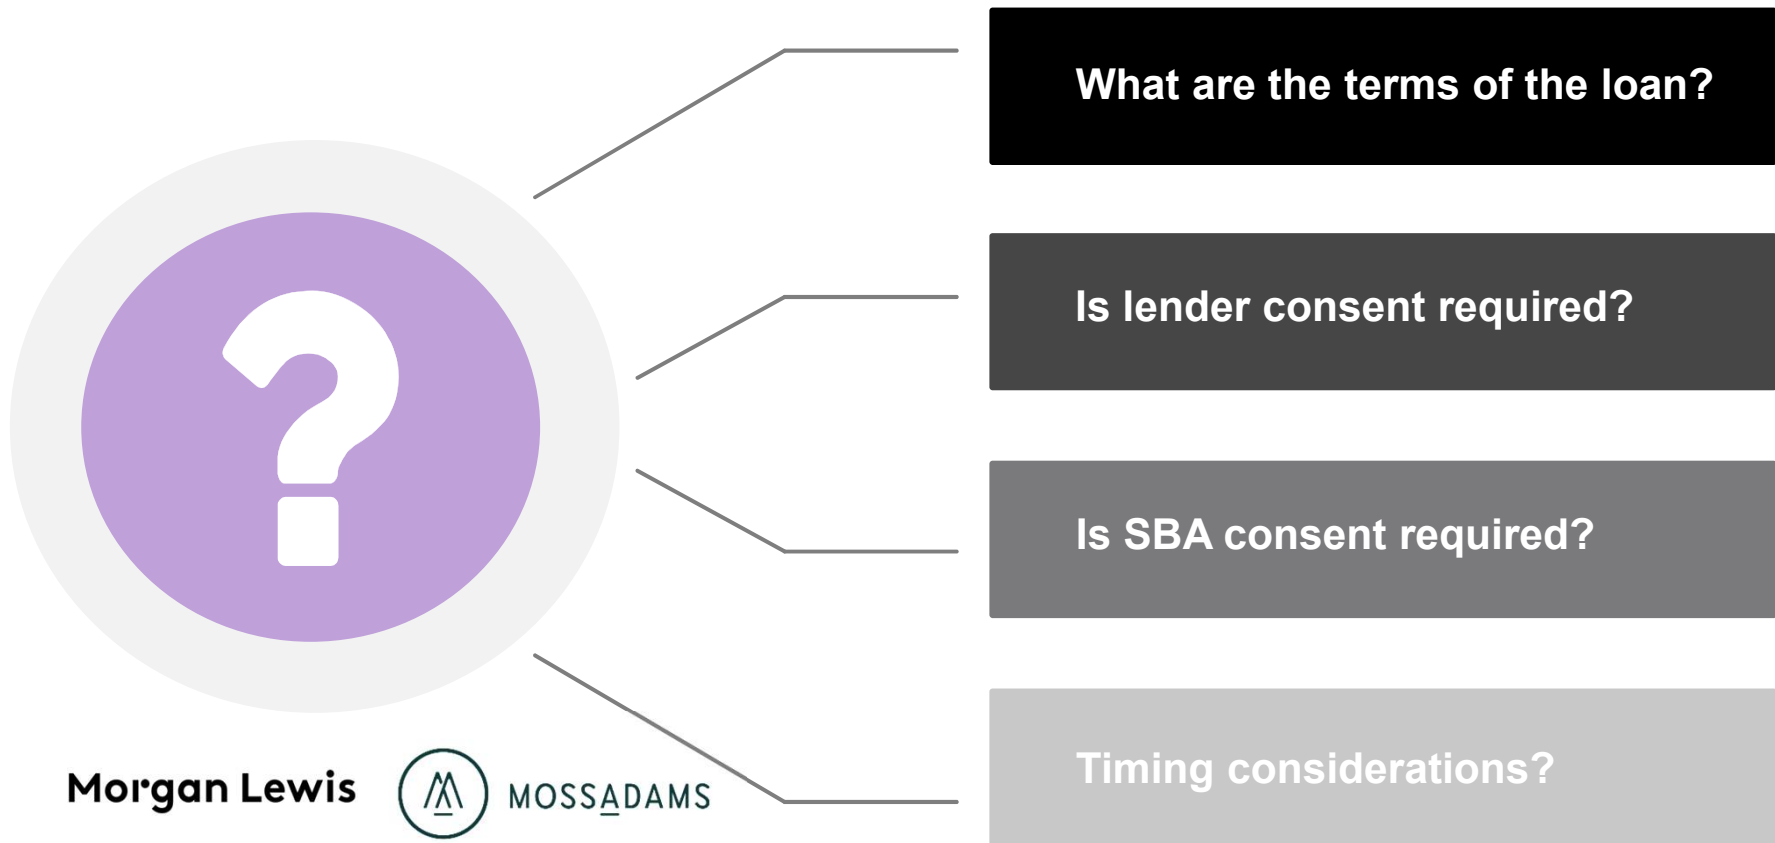 What are the terms of the loan?
Is lender consent required?
Is SBA consent required?
Timing considerations?
?
Morgan Lewis
MOSSADAMS